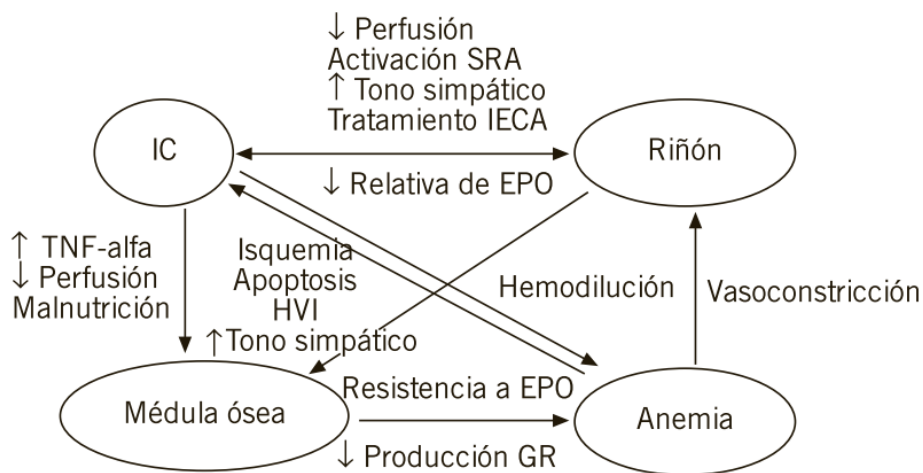 ↓ Perfusión
Activación SRA
↑ Tono simpático
Tratamiento IECA
IC
Riñón
↓ Relativa de EPO
↑ TNF-alfa
↓ Perfusión
Malnutrición
Isquemia
Apoptosis
HVI
↑ Tono simpático
Hemodilución
Vasoconstricción
Médula ósea
Resistencia a EPO
↓ Producción GR
Anemia